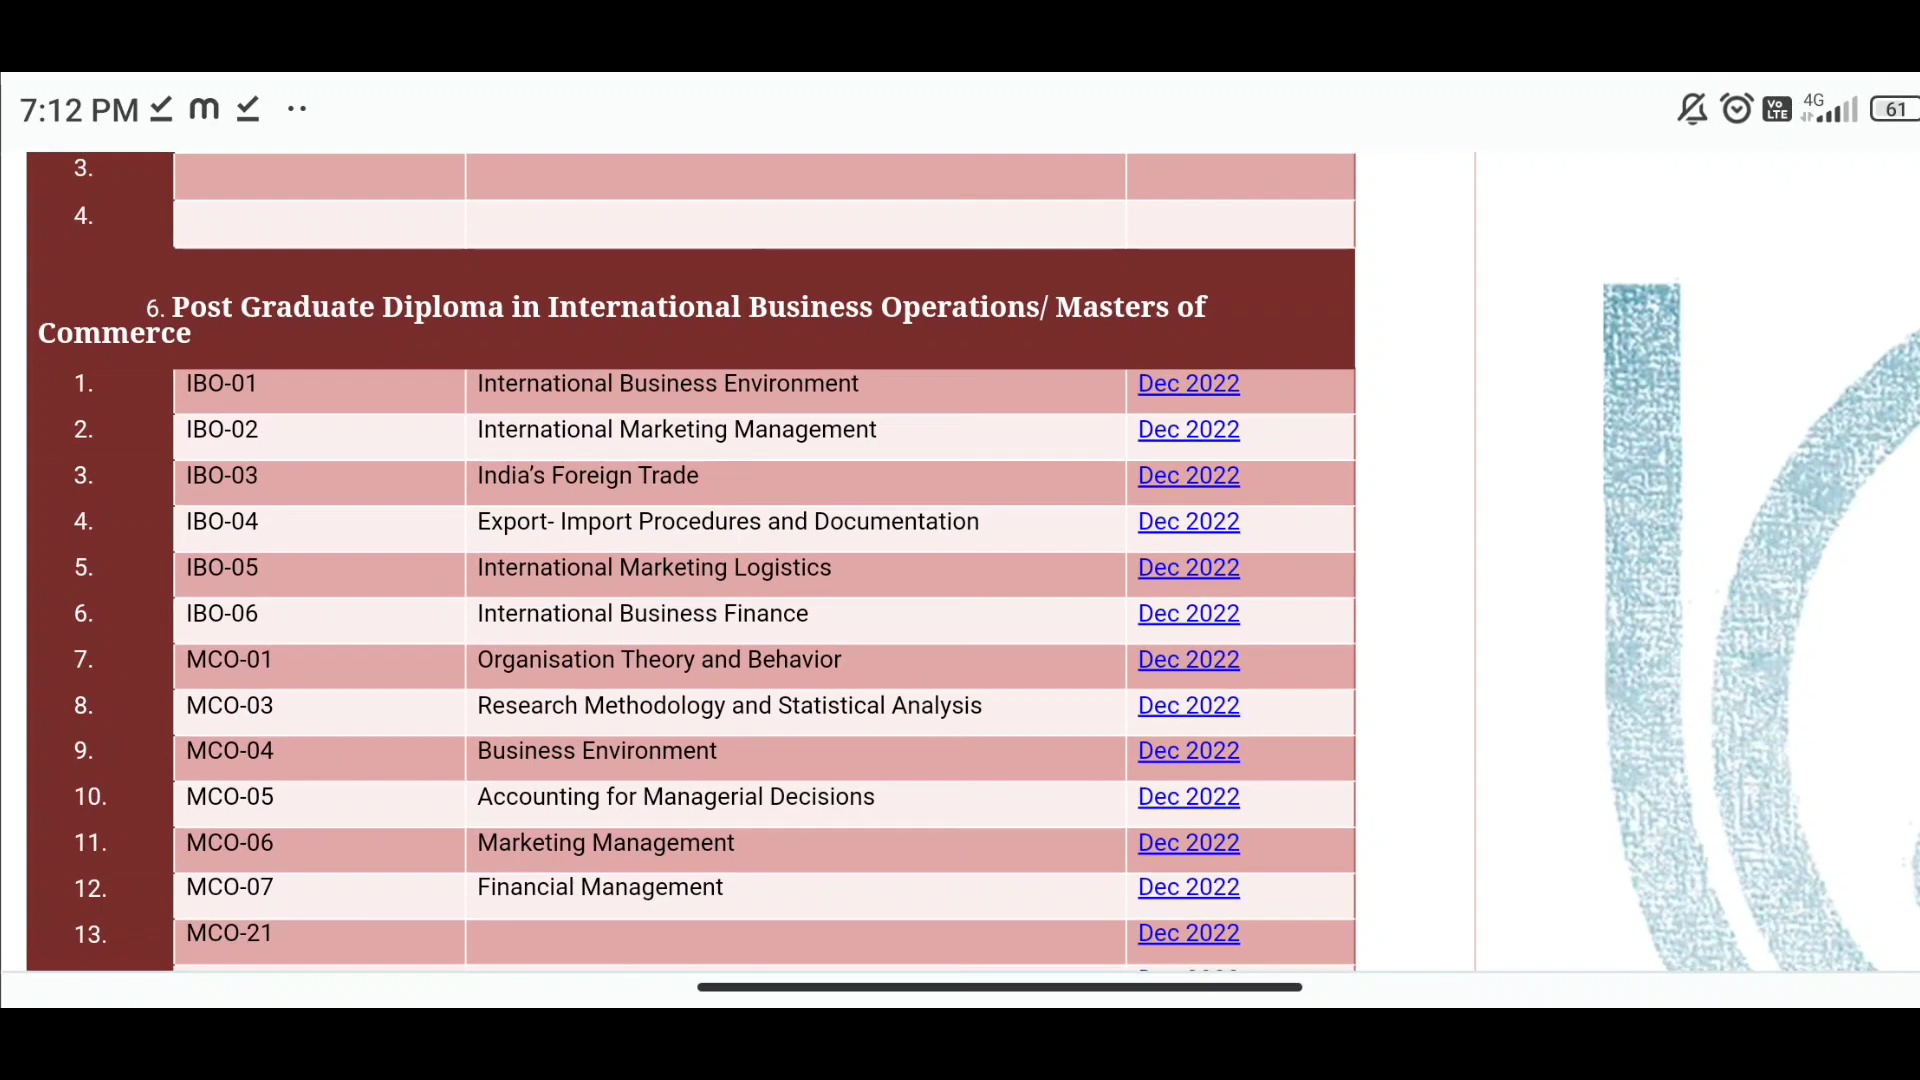 7:12 PM
Vo LTE 4G 61
3.
4.
6. Post Graduate Diploma in International Business Operations/ Masters of
Commerce
1. IBO-01 International Business Environment Dec 2022
2. IBO-02 International Marketing Management Dec 2022
3. IBO-03 India’s Foreign Trade Dec 2022
4. IBO-04 Export- Import Procedures and Documentation Dec 2022
5. IBO-05 International Marketing Logistics Dec 2022
6. IBO-06 International Business Finance Dec 2022
7. MCO-01 Organisation Theory and Behavior Dec 2022
8. MCO-03 Research Methodology and Statistical Analysis Dec 2022
9. MCO-04 Business Environment Dec 2022
10. MCO-05 Accounting for Managerial Decisions Dec 2022
11. MCO-06 Marketing Management Dec 2022
12. MCO-07 Financial Management Dec 2022
13. MCO-21 Dec 2022